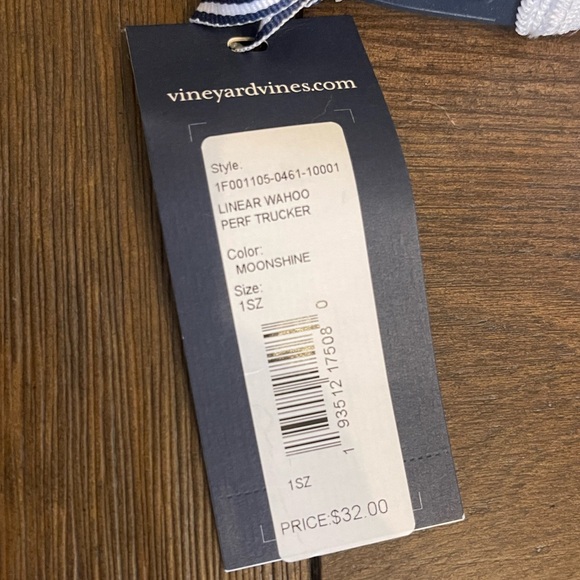 vineyardvines.com
Style.
1F001105-0461-10001
LINEAR WAHOO
PERF TRUCKER
Color:
MOONSHINE
Size:
1SZ
1 93512 17508 0
1SZ
PRICE:$32.00